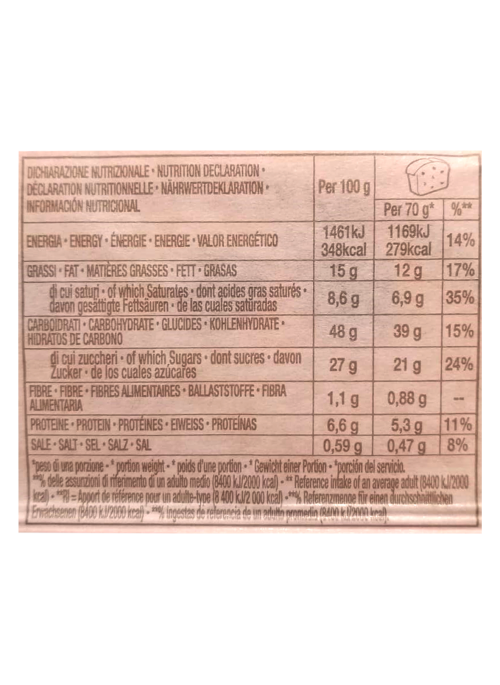 DICHIARAZIONE NUTRIZIONALE • NUTRITION DECLARATION •
DÉCLARATION NUTRITIONNELLE • NÄHRWERTDEKLARATION •
INFORMACIÓN NUTRICIONAL
Per 100 g
Per 70 g* %**
ENERGIA • ENERGY • ÉNERGIE • ENERGIE • VALOR ENERGÉTICO 1461kJ 1169kJ 14%
348kcal 279kcal
GRASSI • FAT • MATIÈRES GRASSES • FETT • GRASAS 15 g 12 g 17%
di cui saturi • of which Saturates • dont acides gras saturés •
davon gesättigte Fettsäuren • de las cuales saturadas 8,6 g 6,9 g 35%
CARBOIDRATI • CARBOHYDRATE • GLUCIDES • KOHLENHYDRATE •
HIDRATOS DE CARBONO 48 g 39 g 15%
di cui zuccheri • of which Sugars • dont sucres • davon
Zucker • de los cuales azúcares 27 g 21 g 24%
FIBRE • FIBRE • FIBRES ALIMENTAIRES • BALLASTSTOFFE • FIBRA
ALIMENTARIA 1,1 g 0,88 g --
PROTEINE • PROTEIN • PROTÉINES • EIWEISS • PROTEÍNAS 6,6 g 5,3 g 11%
SALE • SALT • SEL • SALZ • SAL 0,59 g 0,47 g 8%
*peso di una porzione - * portion weight - * poids d'une portion - * Gewicht einer Portion - *porción del servicio.
**% delle assunzioni di riferimento di un adulto medio (8400 kJ/2000 kcal) - ** Reference intake of an average adult (8400 kJ/2000
kcal) - **RI = Apport de référence pour un adulte-type (8 400 kJ/2 000 kcal) - **% Referenzmenge für einen durchschnittlichen
Erwachsenen (8400 kJ/2000 kcal) - **% Ingestas de referencia de un adulto promedio (8400 kJ/2000 kcal).